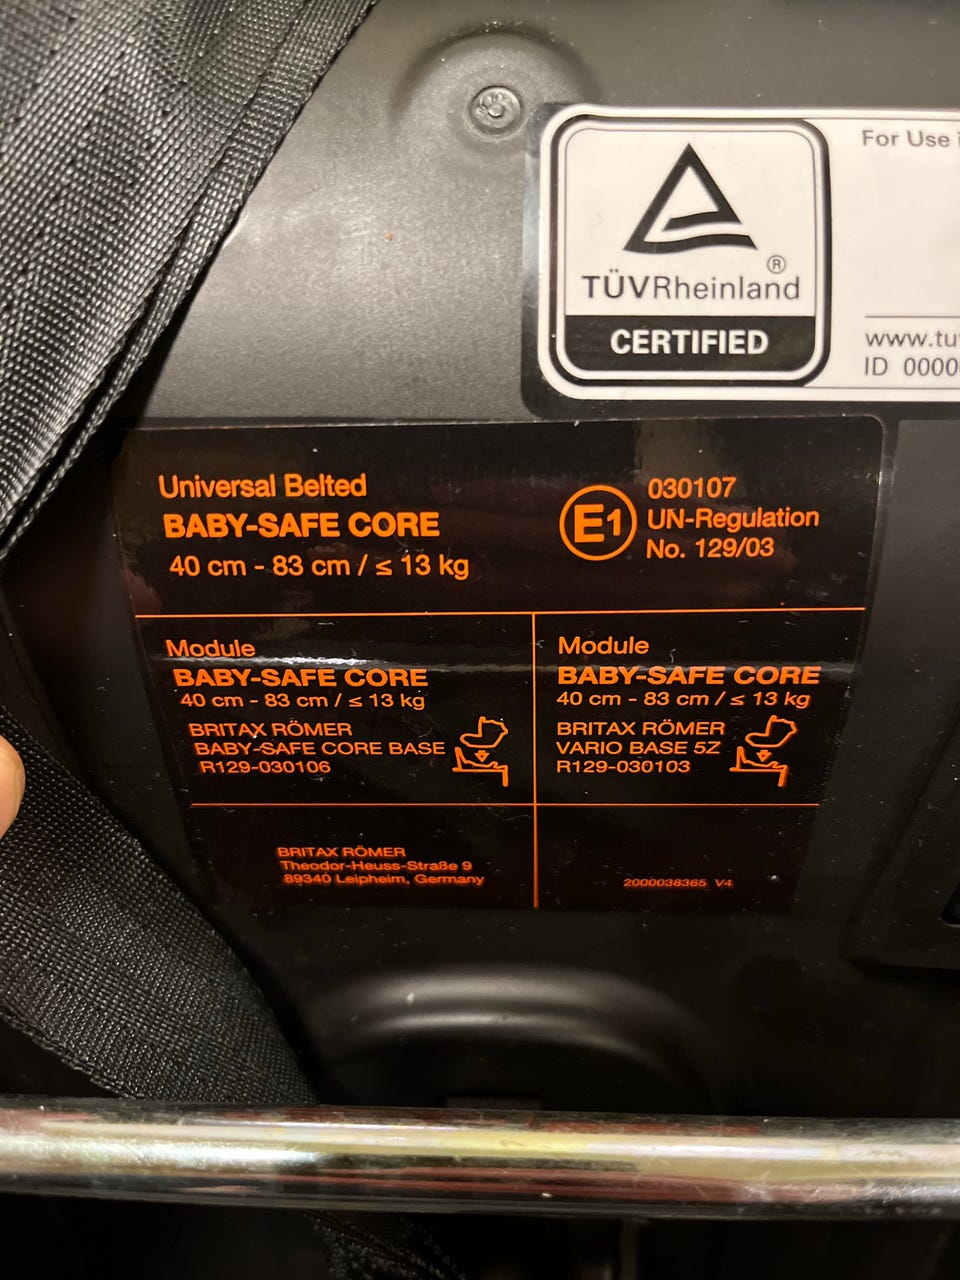 For Use
TÜVRheinland®
CERTIFIED
www.tu
ID 0000
Universal Belted
BABY-SAFE CORE
40 cm - 83 cm / ≤ 13 kg
E1
030107
UN-Regulation
No. 129/03
Module
BABY-SAFE CORE
40 cm - 83 cm / ≤ 13 kg
BRITAX RÖMER
BABY-SAFE CORE BASE
R129-030106
Module
BABY-SAFE CORE
40 cm - 83 cm / ≤ 13 kg
BRITAX RÖMER
VARIO BASE 5Z
R129-030103
BRITAX RÖMER
Theodor-Heuss-Straße 9
89340 Leipheim, Germany
2000038365 V4